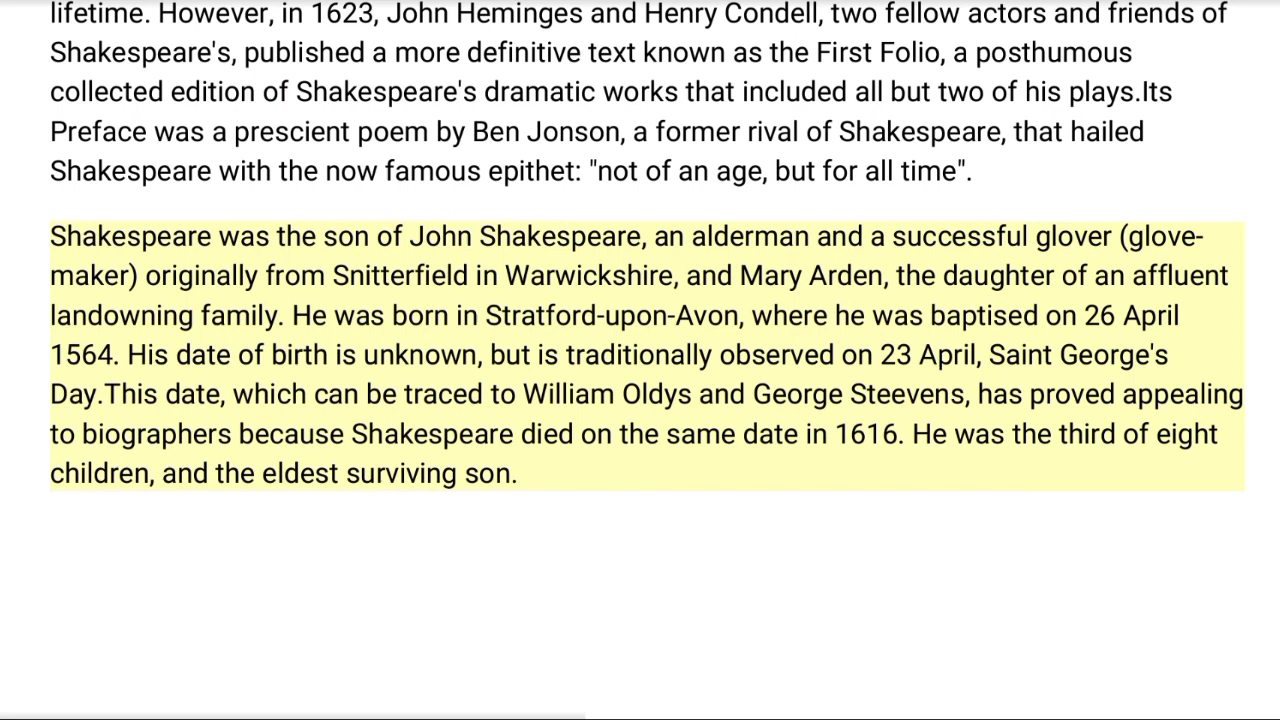 lifetime. However, in 1623, John Heminges and Henry Condell, two fellow actors and friends of
Shakespeare's, published a more definitive text known as the First Folio, a posthumous
collected edition of Shakespeare's dramatic works that included all but two of his plays.Its
Preface was a prescient poem by Ben Jonson, a former rival of Shakespeare, that hailed
Shakespeare with the now famous epithet: "not of an age, but for all time".
Shakespeare was the son of John Shakespeare, an alderman and a successful glover (glove-
maker) originally from Snitterfield in Warwickshire, and Mary Arden, the daughter of an affluent
landowning family. He was born in Stratford-upon-Avon, where he was baptised on 26 April
1564. His date of birth is unknown, but is traditionally observed on 23 April, Saint George's
Day.This date, which can be traced to William Oldys and George Steevens, has proved appealing
to biographers because Shakespeare died on the same date in 1616. He was the third of eight
children, and the eldest surviving son.